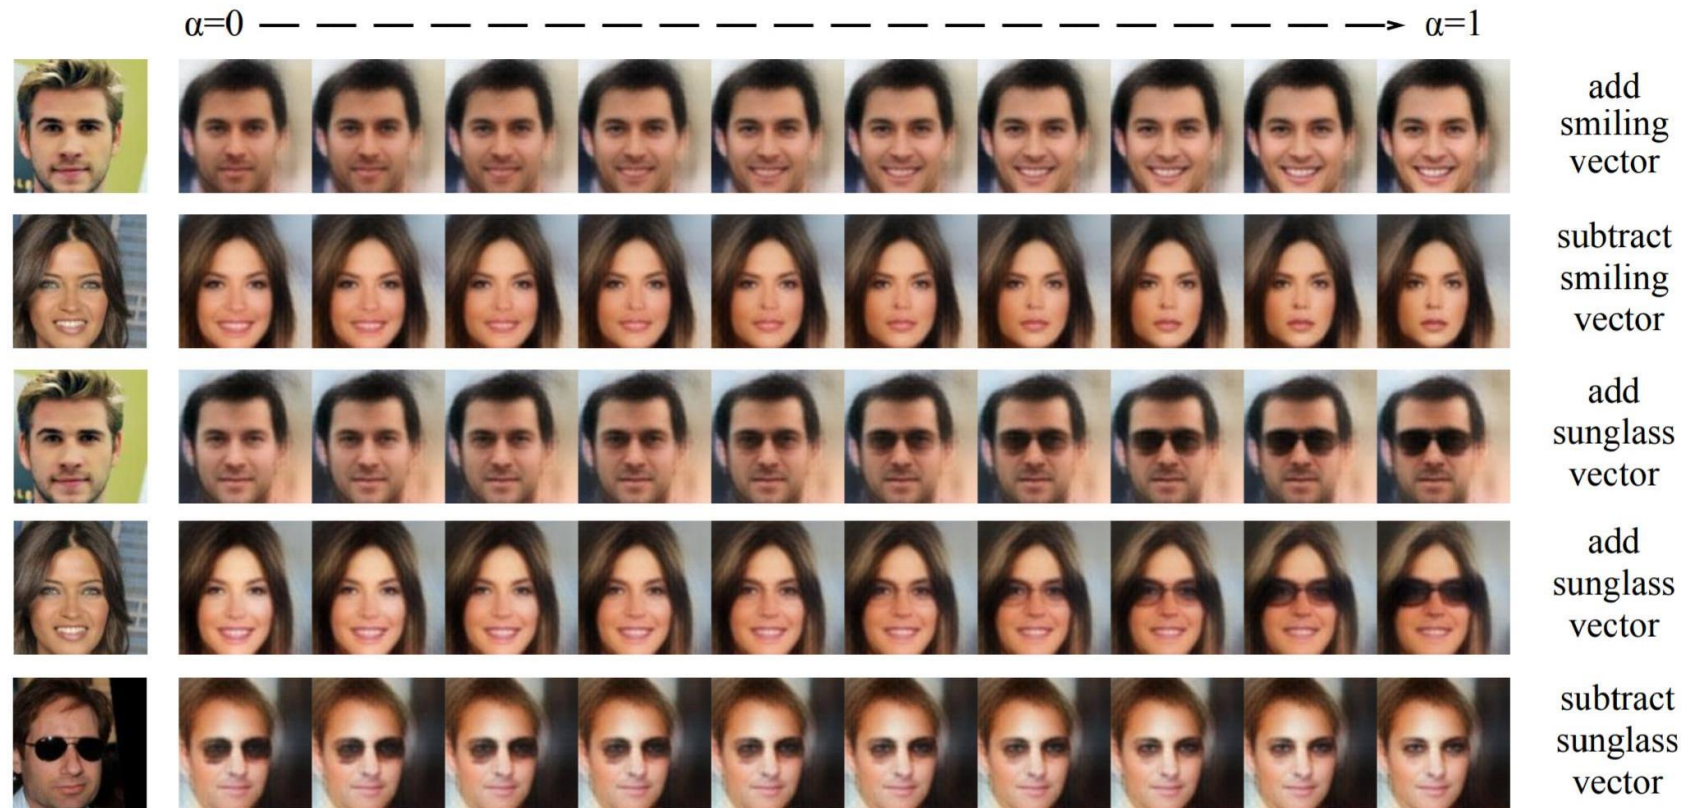 α=0
α=1
add
smiling
vector
subtract
smiling
vector
add
sunglass
vector
add
sunglass
vector
subtract
sunglass
vector